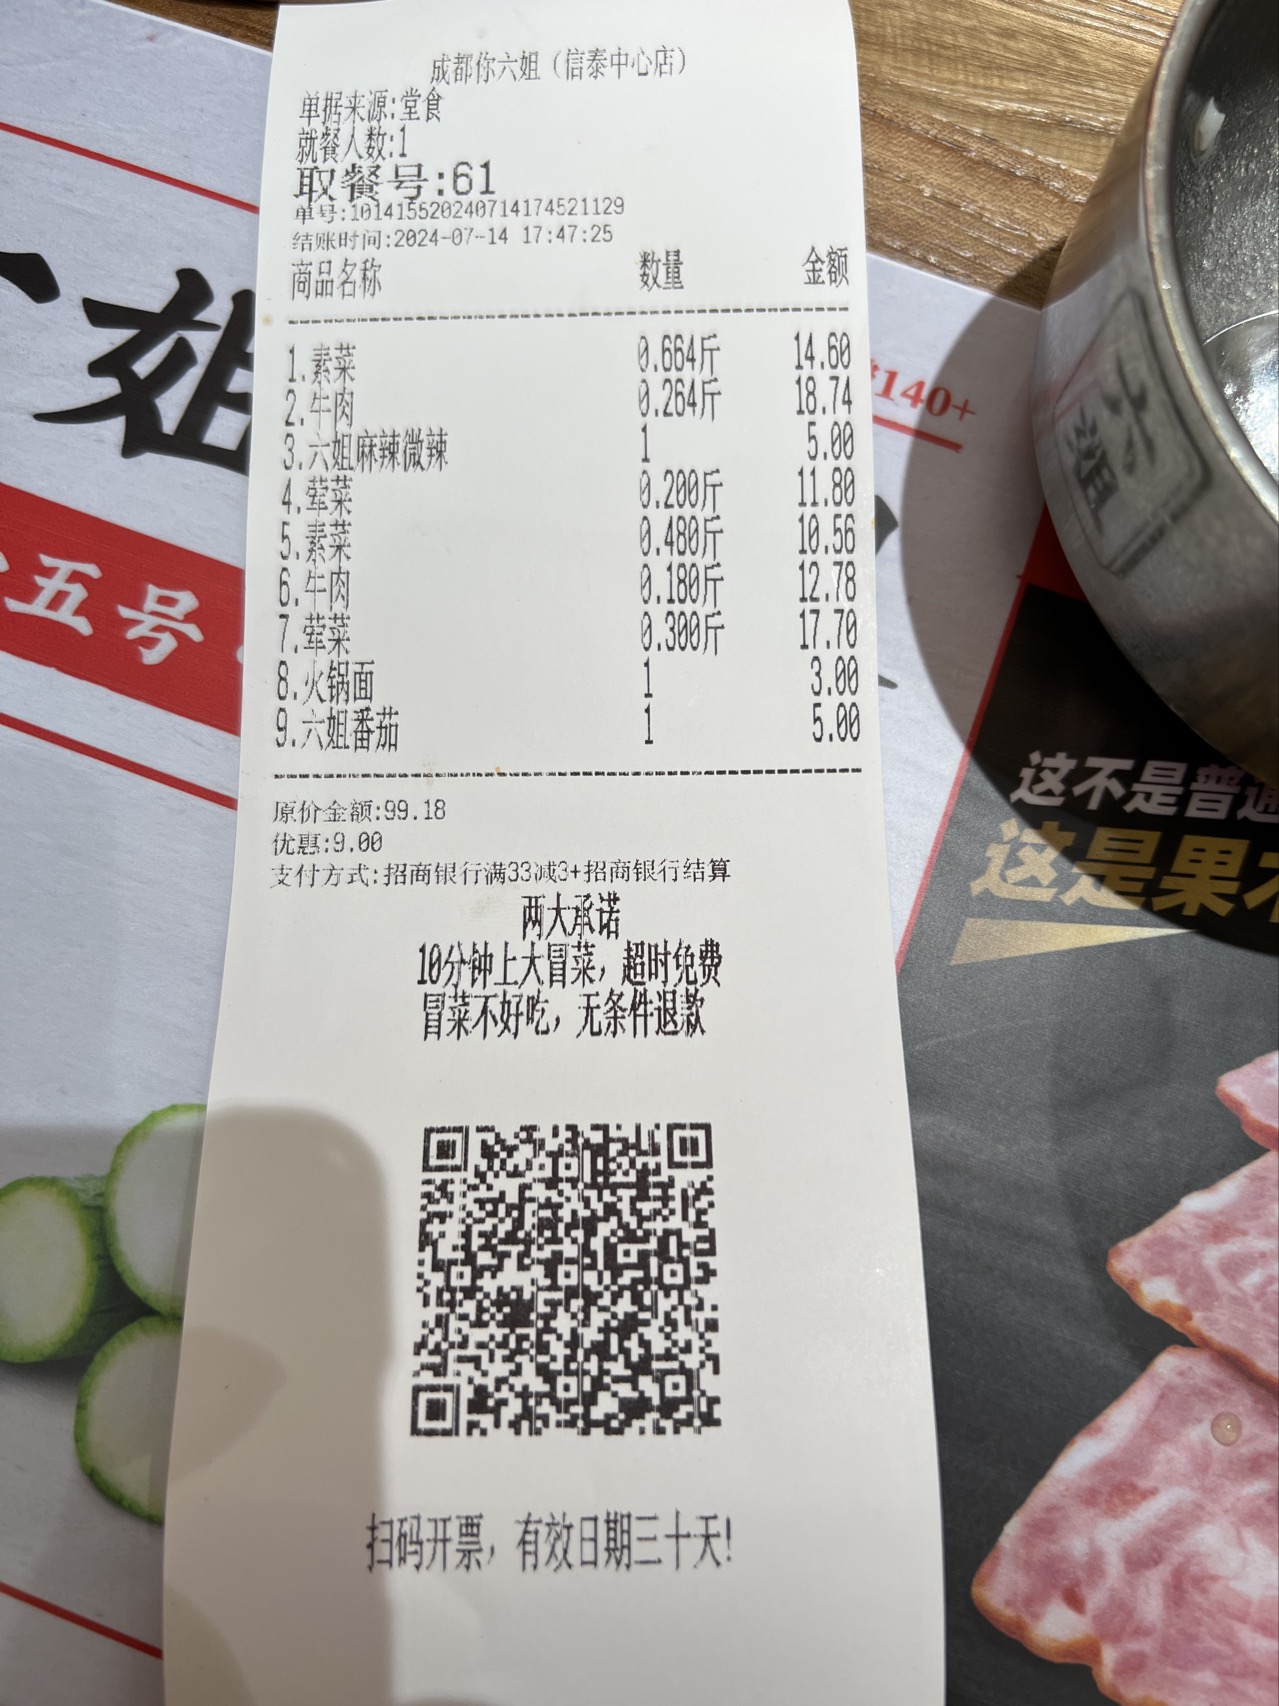 成都你六姐（信泰中心店）
单据来源:堂食
就餐人数:1
取餐号:61
单号:101415520240714174521129
结账时间:2024-07-14 17:47:25
商品名称 数量 金额
1.素菜 0.664斤 14.60
2.牛肉 0.264斤 18.74
3.六姐麻辣微辣 1 5.00
4.荤菜 0.200斤 11.80
5.素菜 0.480斤 10.56
6.牛肉 0.180斤 12.78
7.荤菜 0.300斤 17.70
8.火锅面 1 3.00
9.六姐番茄 1 5.00
原价金额:99.18
优惠:9.00
支付方式:招商银行满33减3+招商银行结算
两大承诺
10分钟上大冒菜，超时免费
冒菜不好吃，无条件退款
扫码开票，有效日期三十天!
姐
五号
140+
六姐
这不是普通
这是果木